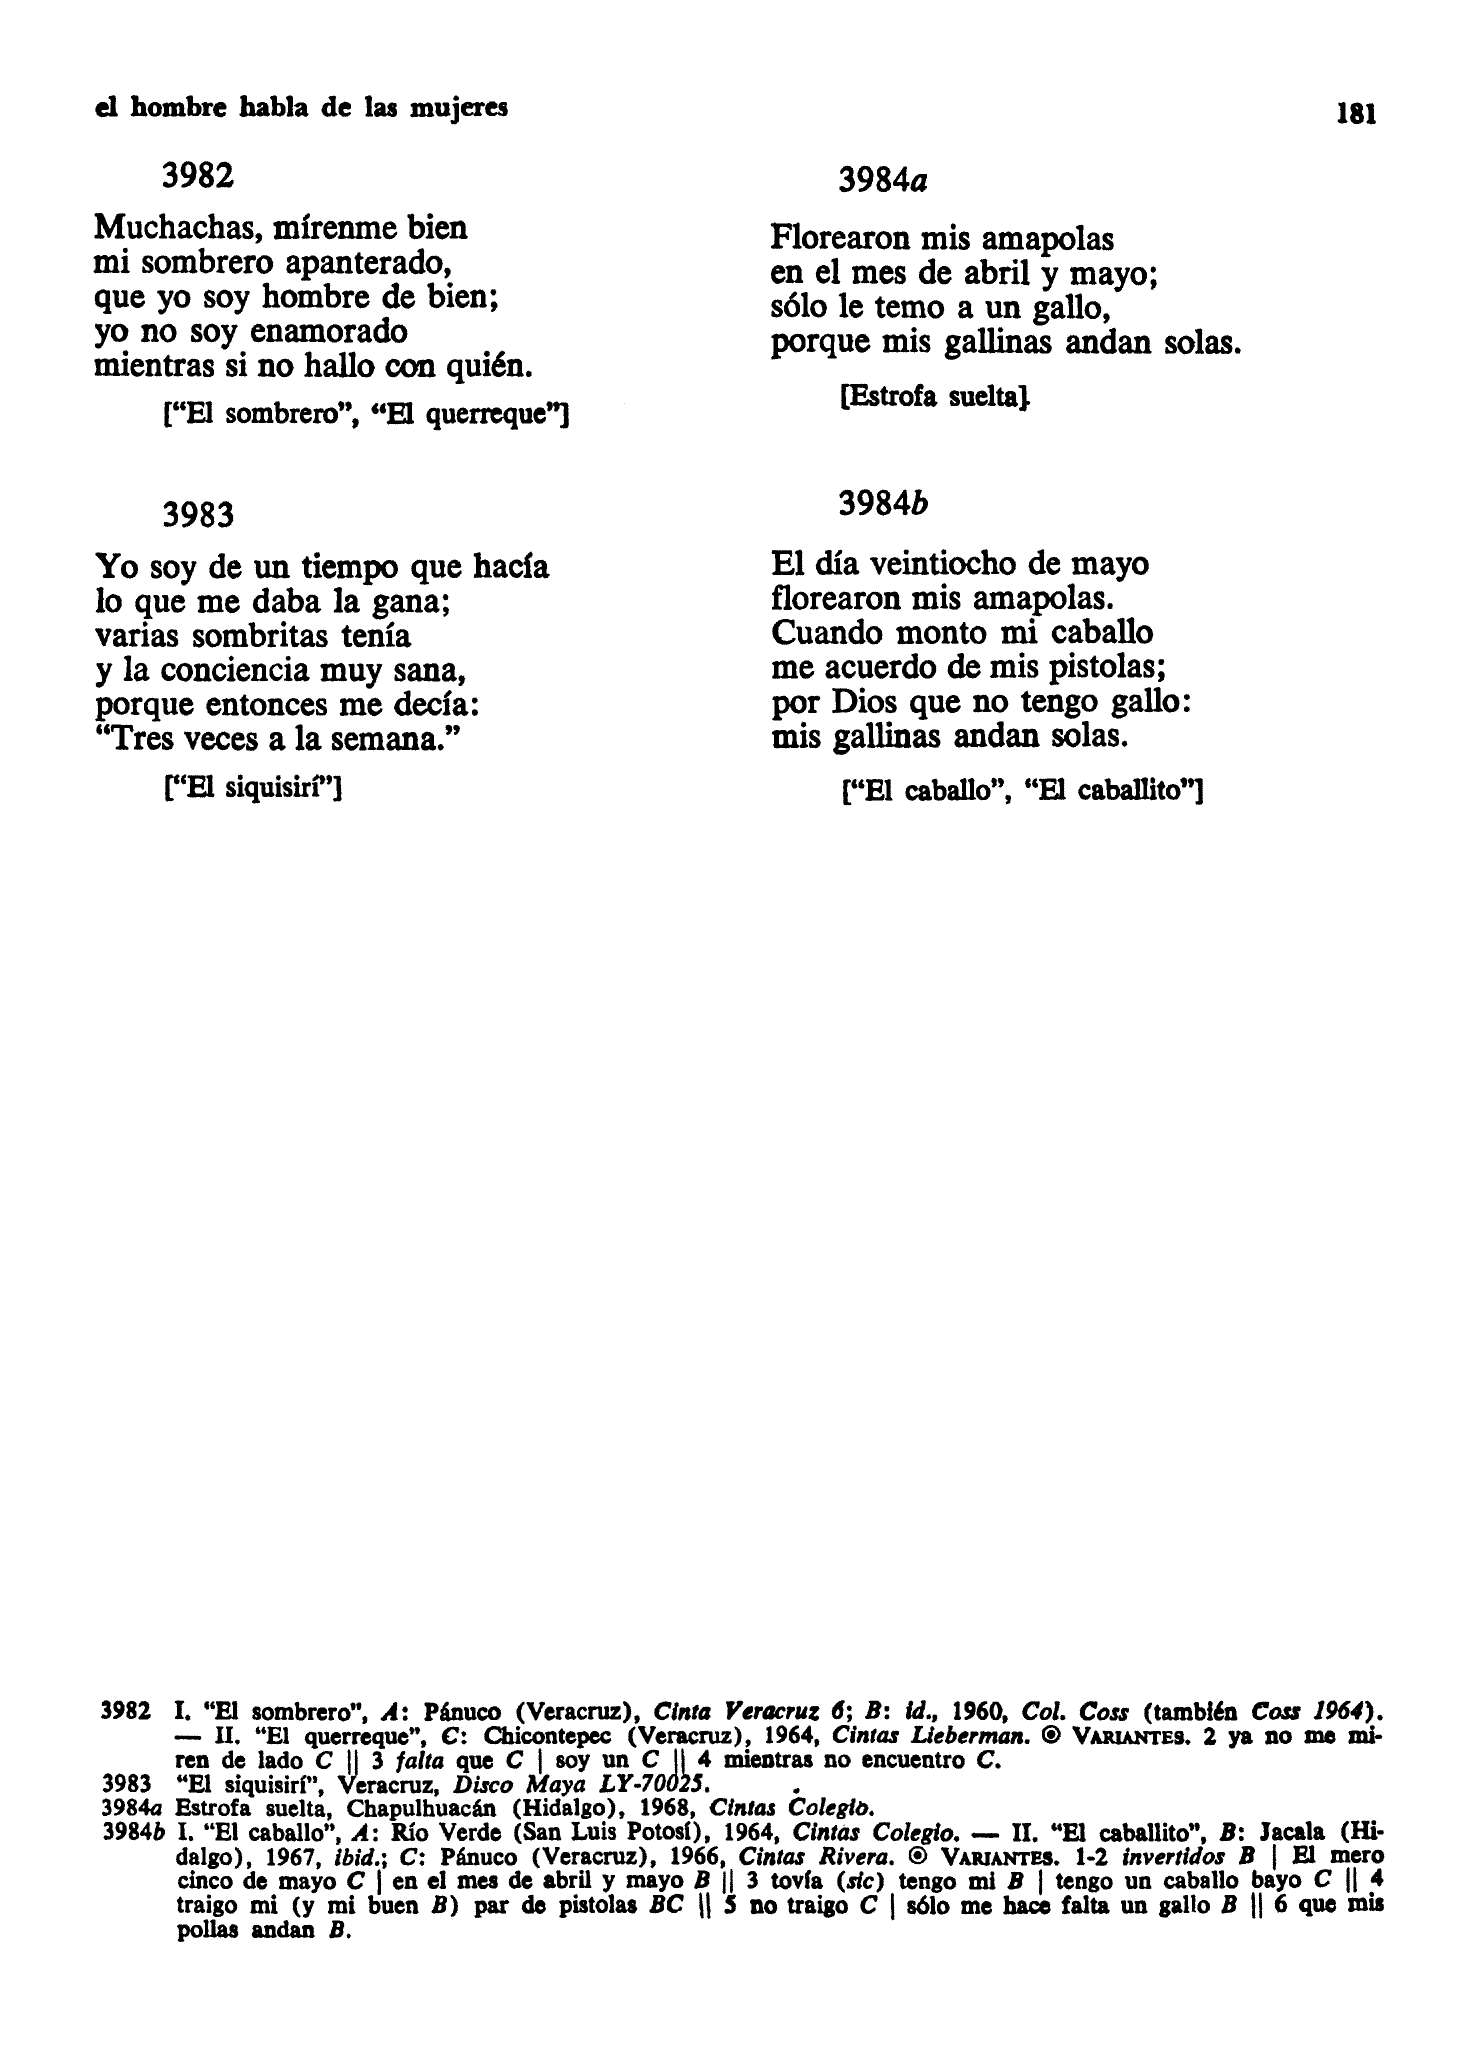 el hombre habla de las mujeres
181
3982
Muchachas, mírenme bien
mi sombrero apanterado,
que yo soy hombre de bien;
yo no soy enamorado
mientras si no hallo con quién.
[“El sombrero”, “El querreque”]
3983
Yo soy de un tiempo que hacía
lo que me daba la gana;
varias sombritas tenía
y la conciencia muy sana,
porque entonces me decía:
“Tres veces a la semana.”
[“El siquisirí”]
3984a
Florearon mis amapolas
en el mes de abril y mayo;
sólo le temo a un gallo,
porque mis gallinas andan solas.
[Estrofa suelta]
3984b
El día veintiocho de mayo
florearon mis amapolas.
Cuando monto mi caballo
me acuerdo de mis pistolas;
por Dios que no tengo gallo:
mis gallinas andan solas.
[“El caballo”, “El caballito”]
3982 I. “El sombrero”, A: Pánuco (Veracruz), Cinta Veracruz 6; B: id., 1960, Col. Coss (también Coss 1964).
— II. “El querreque”, C: Chicontepec (Veracruz), 1964, Cintas Lieberman. ® VARIANTES. 2 ya no me mi-
ren de lado C || 3 falta que C | soy un C || 4 mientras no encuentro C.
3983 “El siquisirí”, Veracruz, Disco Maya LY-70025.
3984a Estrofa suelta, Chapulhuacán (Hidalgo), 1968, Cintas Colegio.
3984b I. “El caballo”, A: Río Verde (San Luis Potosí), 1964, Cintas Colegio. — II. “El caballito”, B: Jacala (Hi-
dalgo), 1967, ibid.; C: Pánuco (Veracruz), 1966, Cintas Rivera. ® VARIANTES. 1-2 invertidos B | El mero
cinco de mayo C | en el mes de abril y mayo B || 3 tovía (sic) tengo mi B | tengo un caballo bayo C || 4
traigo mi (y mi buen B) par de pistolas BC || 5 no traigo C | sólo me hace falta un gallo B || 6 que mis
pollas andan B.